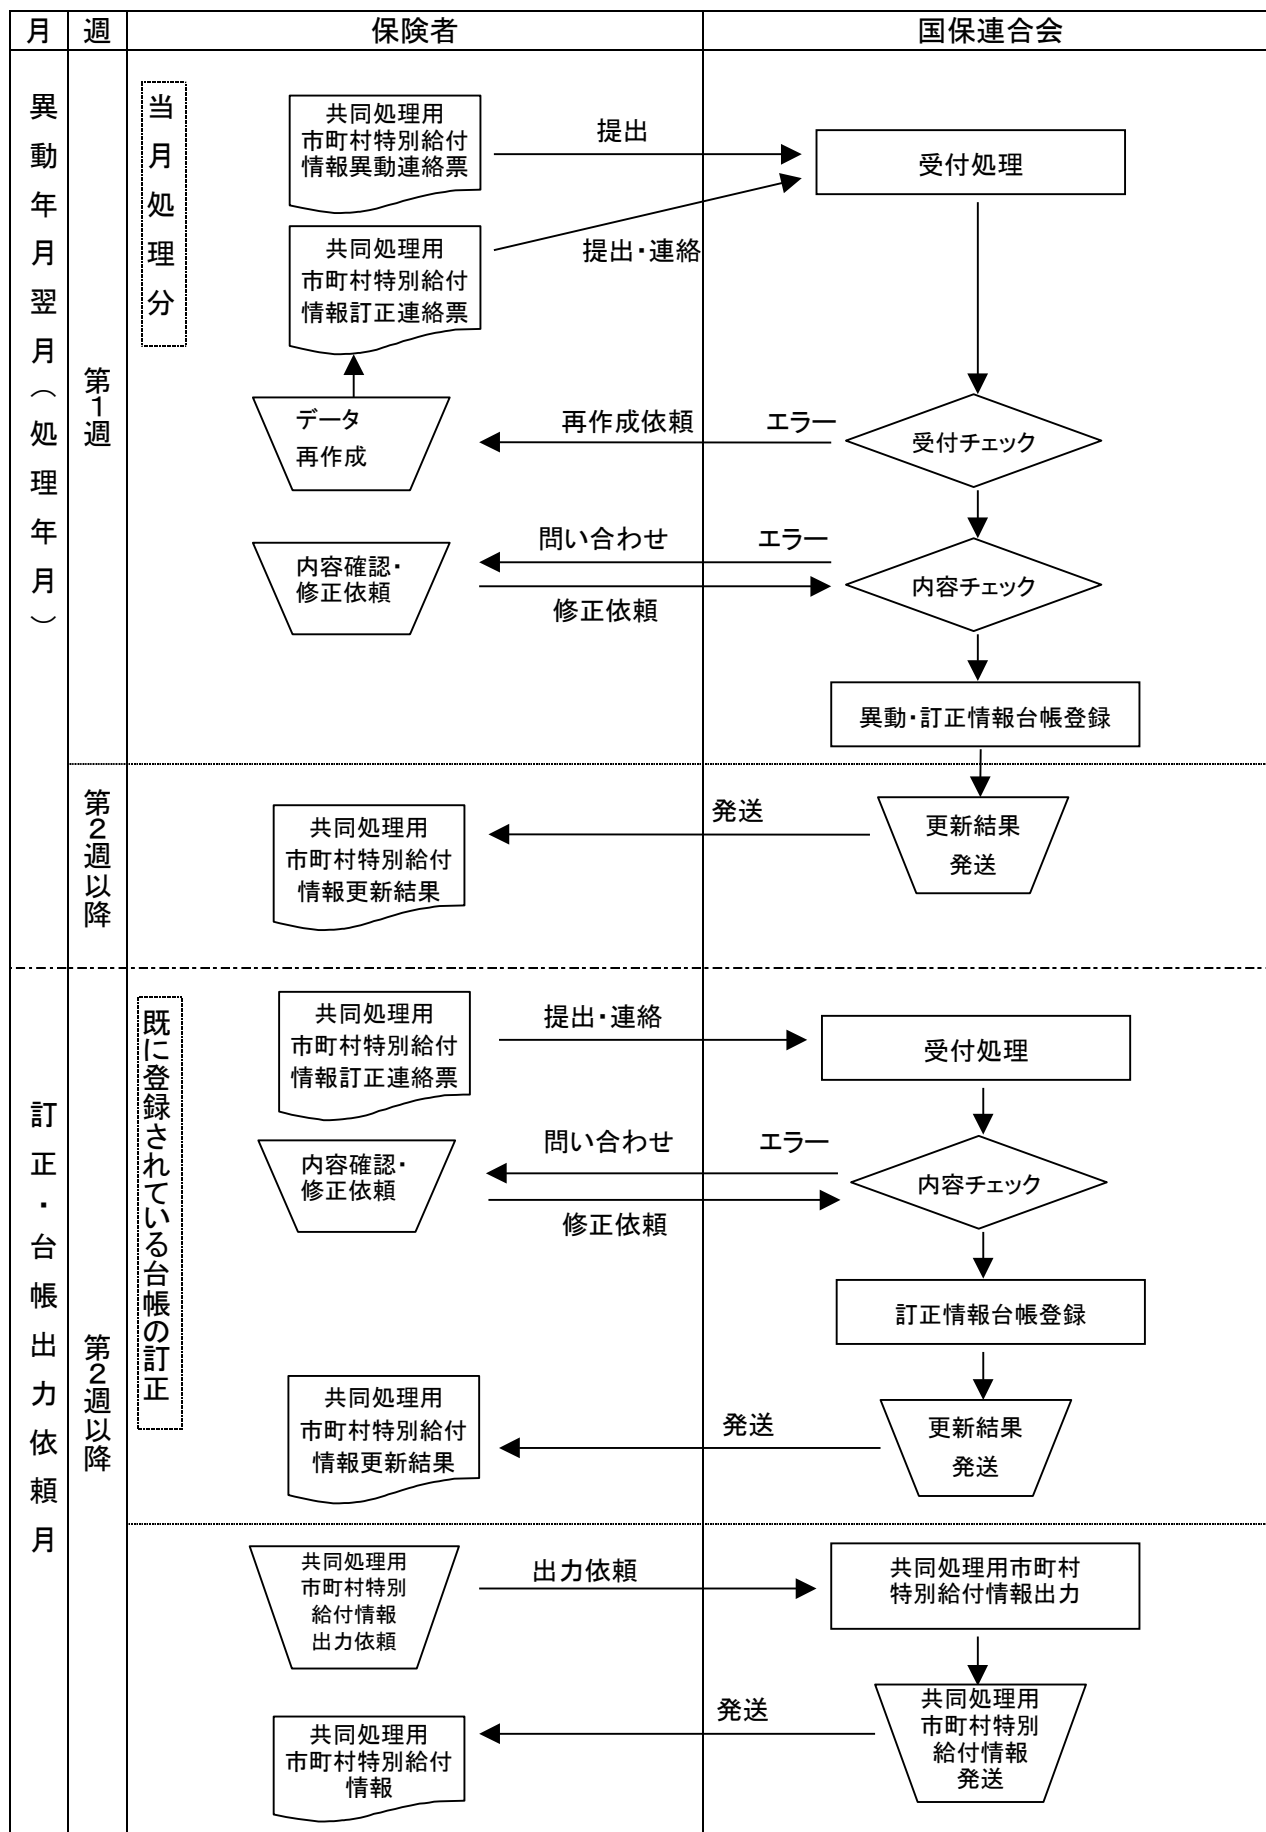 月
週
保険者
国保連合会
異動年月翌月（処理年月）
第1週
当月処理分
共同処理用
市町村特別給付
情報異動連絡票
提出
受付処理
共同処理用
市町村特別給付
情報訂正連絡票
提出・連絡
データ
再作成
再作成依頼
エラー
受付チェック
内容確認・
修正依頼
問い合わせ
エラー
修正依頼
内容チェック
異動・訂正情報台帳登録
第2週以降
共同処理用
市町村特別給付
情報更新結果
発送
更新結果
発送
訂正・台帳出力依頼月
第2週以降
既に登録されている台帳の訂正
共同処理用
市町村特別給付
情報訂正連絡票
提出・連絡
受付処理
内容確認・
修正依頼
問い合わせ
エラー
修正依頼
内容チェック
訂正情報台帳登録
共同処理用
市町村特別給付
情報更新結果
発送
更新結果
発送
共同処理用
市町村特別
給付情報
出力依頼
出力依頼
共同処理用市町村
特別給付情報出力
共同処理用
市町村特別給付
情報
発送
共同処理用
市町村特別
給付情報
発送